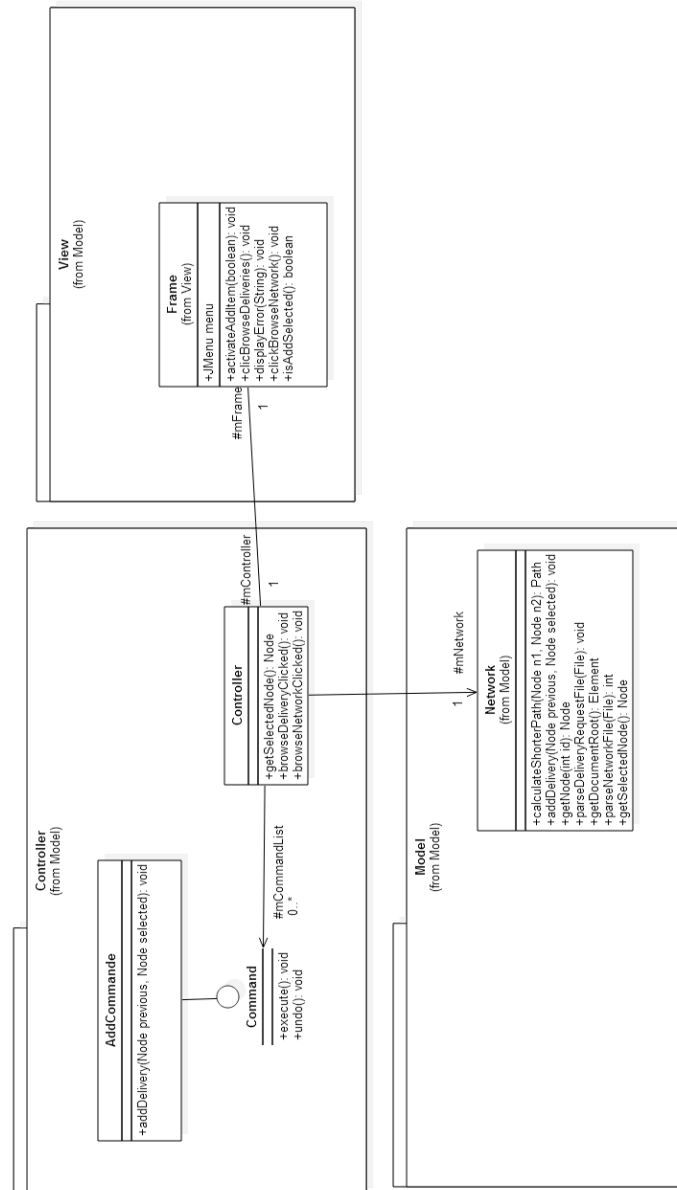 View
(from Model)
Frame
(from View)
+JMenu menu
+activateAddItem(boolean): void
+clicBrowseDeliveries(): void
+displayError(String): void
+clickBrowseNetwork(): void
+isAddSelected(): boolean
#mFrame
1
#mController
1
Controller
(from Model)
Controller
+getSelectedNode(): Node
+browseDeliveryClicked(): void
+browseNetworkClicked(): void
AddCommande
+addDelivery(Node previous, Node selected): void
#mCommandList
0..*
Command
+execute(): void
+undo(): void
#mNetwork
1
Model
(from Model)
Network
(from Model)
+calculateShorterPath(Node n1, Node n2): Path
+addDelivery(Node previous, Node selected): void
+getNode(int id): Node
+parseDeliveryRequestFile(File): void
+getDocumentRoot(): Element
+parseNetworkFile(File): int
+getSelectedNode(): Node